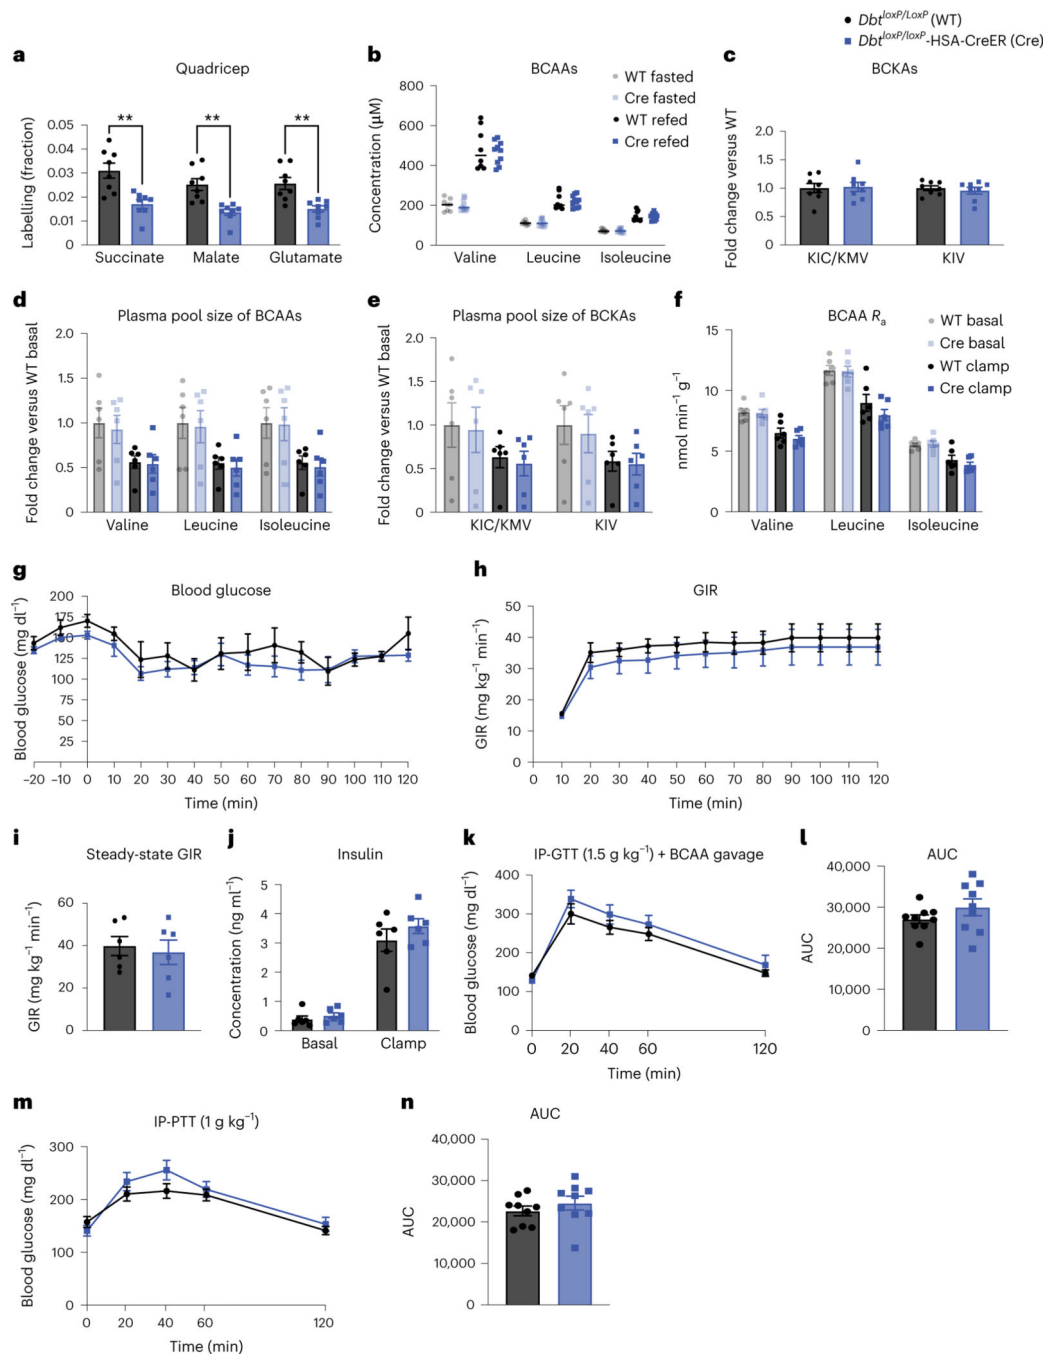 Dbt^loxP/LoxP (WT)
Dbt^loxP/loxP-HSA-CreER (Cre)
a
Quadricep
**
**
**
Labelling (fraction)
0.05
0.04
0.03
0.02
0.01
0
Succinate
Malate
Glutamate
b
BCAAs
WT fasted
Cre fasted
WT refed
Cre refed
Concentration (µM)
800
600
400
200
0
Valine
Leucine
Isoleucine
c
BCKAs
Fold change versus WT
2.0
1.5
1.0
0.5
0
KIC/KMV
KIV
d
Plasma pool size of BCAAs
Fold change versus WT basal
2.0
1.5
1.0
0.5
0
Valine
Leucine
Isoleucine
e
Plasma pool size of BCKAs
Fold change versus WT basal
2.0
1.5
1.0
0.5
0
KIC/KMV
KIV
f
BCAA Rₐ
WT basal
Cre basal
WT clamp
Cre clamp
nmol min⁻¹ g⁻¹
15
10
5
0
Valine
Leucine
Isoleucine
g
Blood glucose
Blood glucose (mg dl⁻¹)
200
175
150
125
100
75
50
25
−20
−10
0
10
20
30
40
50
60
70
80
90
100
110
120
Time (min)
h
GIR
GIR (mg kg⁻¹ min⁻¹)
50
40
30
20
10
0
0
10
20
30
40
50
60
70
80
90
100
110
120
Time (min)
i
Steady-state GIR
GIR (mg kg⁻¹ min⁻¹)
60
40
20
0
j
Insulin
Concentration (ng ml⁻¹)
5
4
3
2
1
0
Basal
Clamp
k
IP-GTT (1.5 g kg⁻¹) + BCAA gavage
Blood glucose (mg dl⁻¹)
400
300
200
100
0
0
20
40
60
120
Time (min)
l
AUC
AUC
40,000
30,000
20,000
10,000
0
m
IP-PTT (1 g kg⁻¹)
Blood glucose (mg dl⁻¹)
300
200
100
0
0
20
40
60
120
Time (min)
n
AUC
AUC
40,000
30,000
20,000
10,000
0